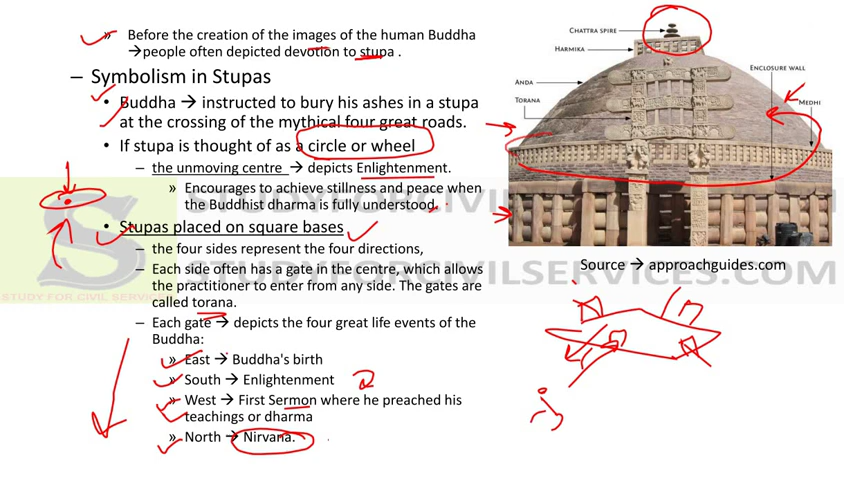 » Before the creation of the images of the human Buddha
→people often depicted devotion to stupa .
– Symbolism in Stupas
• Buddha → instructed to bury his ashes in a stupa
at the crossing of the mythical four great roads.
• If stupa is thought of as a circle or wheel
– the unmoving centre → depicts Enlightenment.
» Encourages to achieve stillness and peace when
the Buddhist dharma is fully understood.
• Stupas placed on square bases
– the four sides represent the four directions,
– Each side often has a gate in the centre, which allows
the practitioner to enter from any side. The gates are
called torana.
– Each gate → depicts the four great life events of the
Buddha:
» East → Buddha's birth
» South → Enlightenment
» West → First Sermon where he preached his
teachings or dharma
» North → Nirvana.
CHATTRA SPIRE
HARMIKA
ENCLOSURE WALL
ANDA
TORANA
MEDHI
Source → approachguides.com
STUDYFORCIVILSERVICES.COM
STUDY FOR CIVIL SERVICES